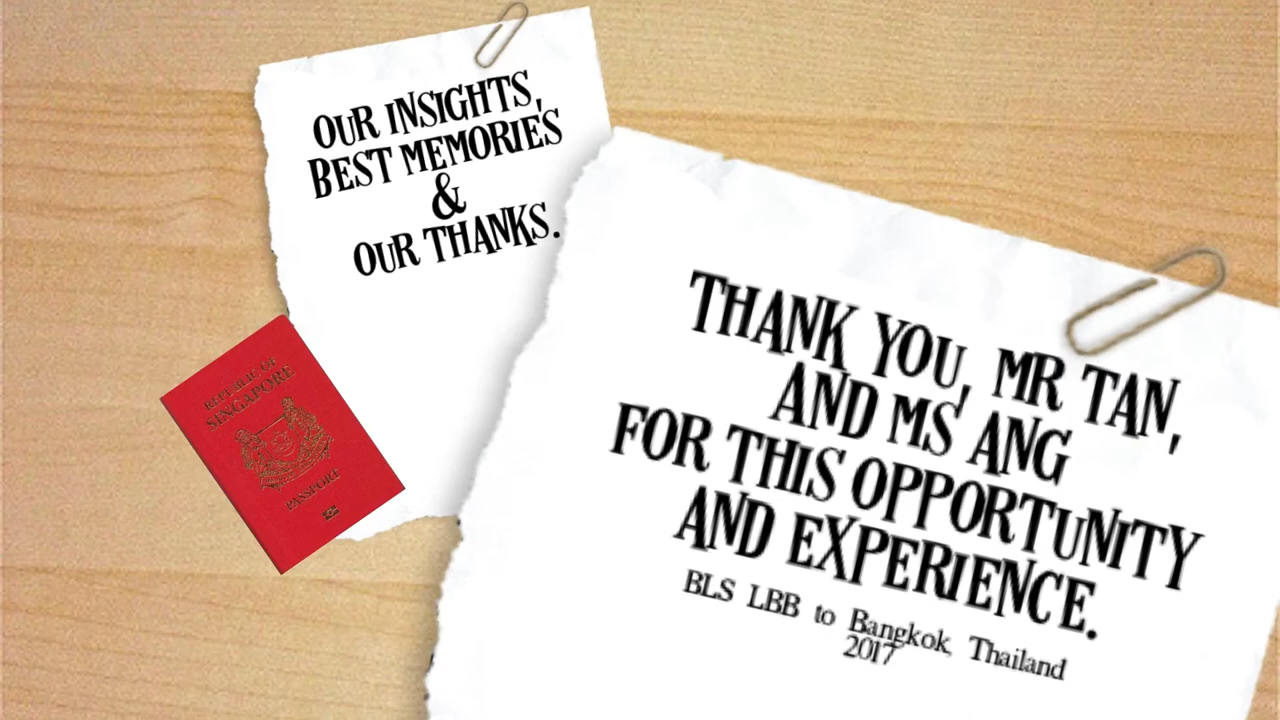 OUR INSIGHTS,
BEST MEMORIES
&
OUR THANKS.
REPUBLIC OF
SINGAPORE
PASSPORT
THANK YOU, MR TAN,
AND MS ANG
FOR THIS OPPORTUNITY
AND EXPERIENCE.
BLS LBB to Bangkok, Thailand
2017